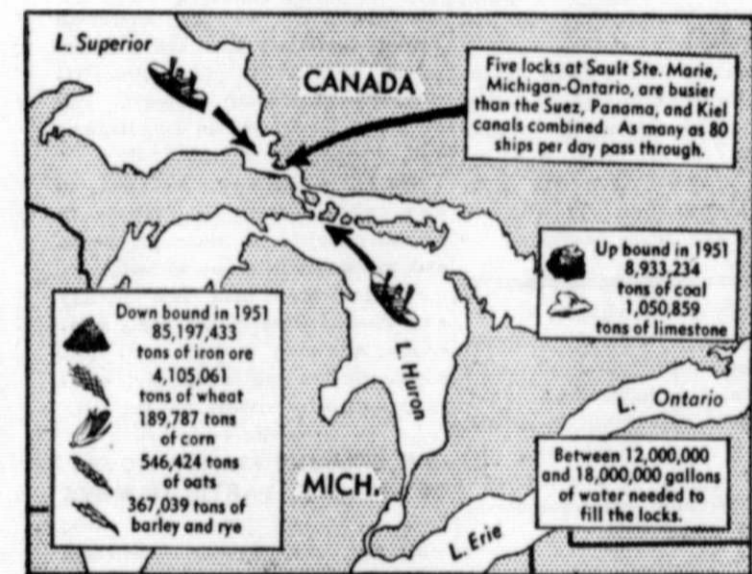 L. Superior
CANADA
Five locks at Sault Ste. Marie,
Michigan-Ontario, are busier
than the Suez, Panama, and Kiel
canals combined. As many as 80
ships per day pass through.
Up bound in 1951
8,933,234
tons of coal
1,050,859
tons of limestone
Down bound in 1951
85,197,433
tons of iron ore
4,105,061
tons of wheat
189,787 tons
of corn
546,424 tons
of oats
367,039 tons of
barley and rye
L. Huron
MICH.
L. Ontario
Between 12,000,000
and 18,000,000 gallons
of water needed to
fill the locks.
L. Erie